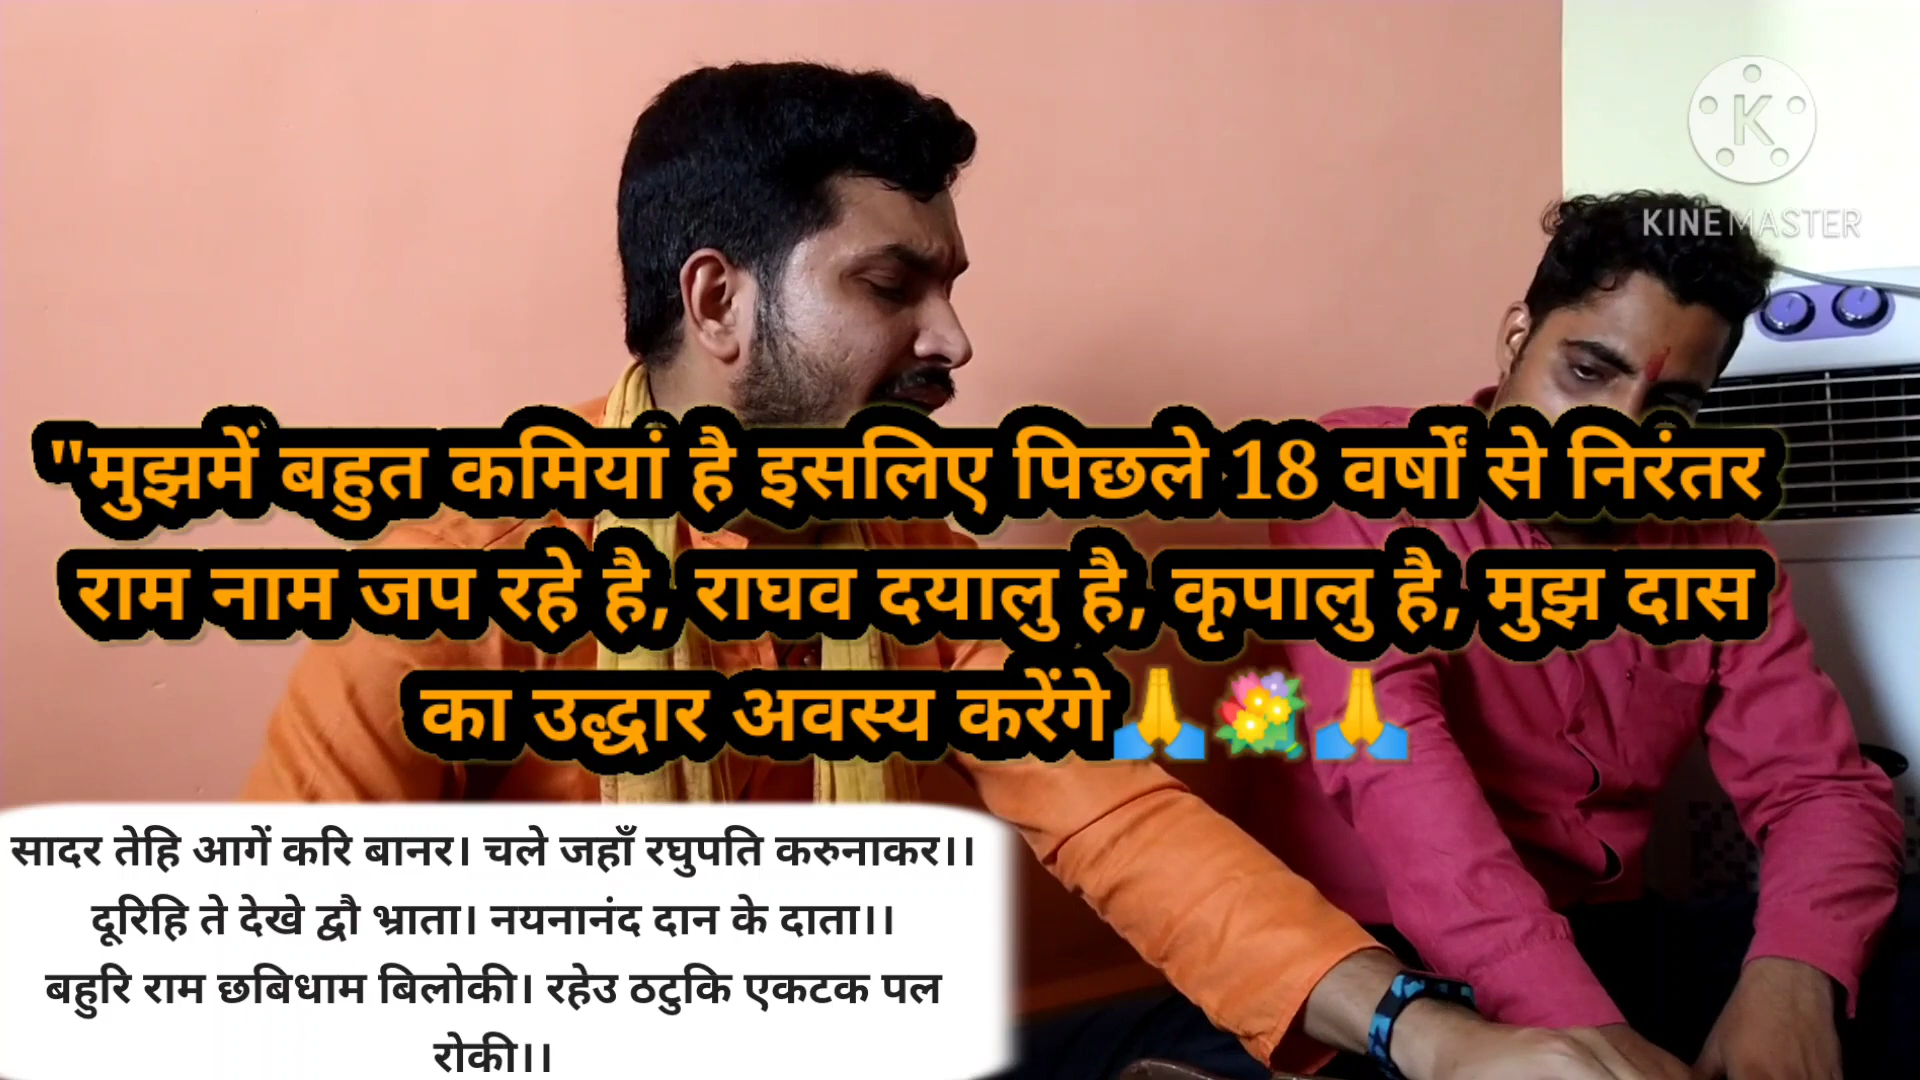 K
KINEMASTER
"मुझमें बहुत कमियां है इसलिए पिछले 18 वर्षों से निरंतर
राम नाम जप रहे है, राघव दयालु है, कृपालु है, मुझ दास
का उद्धार अवस्य करेंगे🙏💐🙏
सादर तेहि आगें करि बानर। चले जहाँ रघुपति करुनाकर।।
दूरिहि ते देखे द्वौ भ्राता। नयनानंद दान के दाता।।
बहुरि राम छबिधाम बिलोकी। रहेउ ठटुकि एकटक पल
रोकी।।